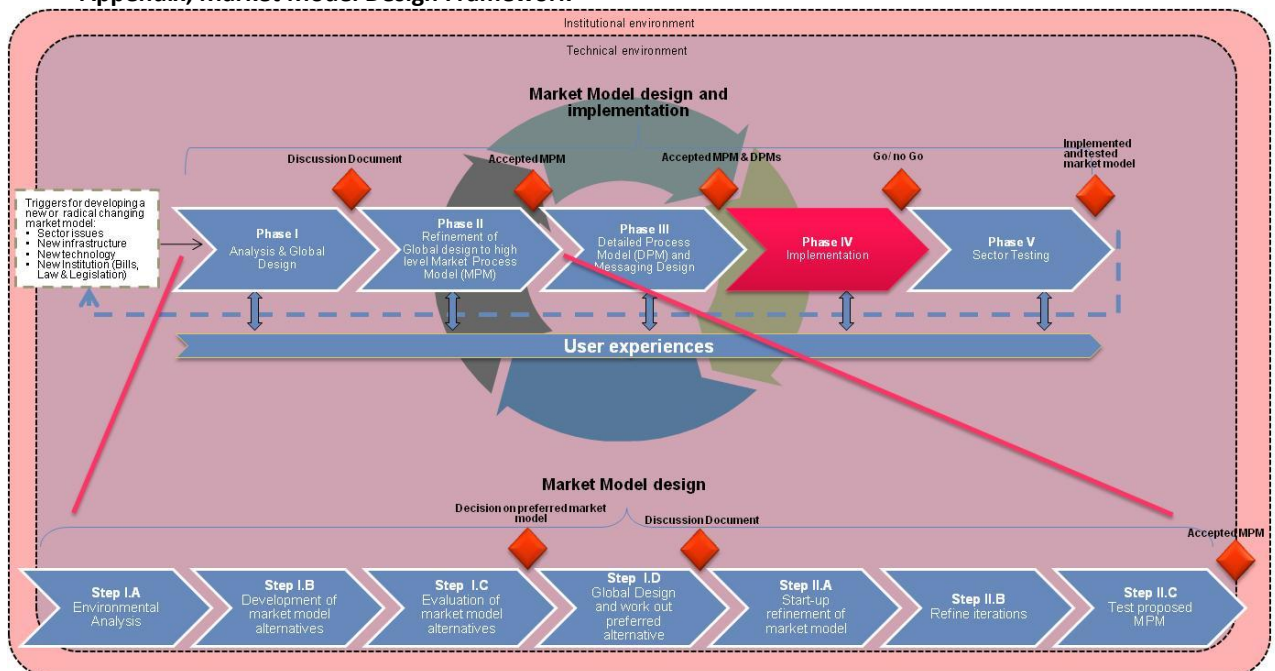 Appendix, Market Model Design Framework
Institutional environment
Technical environment
Market Model design and
implementation
Discussion Document
Accepted MPM
Accepted MPM & DPMs
Go/ no Go
Implemented
and tested
market model
Triggers for developing a
new or radical changing
market model:
▪ Sector issues
▪ New infrastructure
▪ New technology
▪ New Institution (Bills,
Law & Legislation)
Phase I
Analysis & Global
Design
Phase II
Refinement of
Global design to high
level Market Process
Model (MPM)
Phase III
Detailed Process
Model (DPM) and
Messaging Design
Phase IV
Implementation
Phase V
Sector Testing
User experiences
Market Model design
Decision on preferred market
model
Discussion Document
Accepted MPM
Step I.A
Environmental
Analysis
Step I.B
Development of
market model
alternatives
Step I.C
Evaluation of
market model
alternatives
Step I.D
Global Design
and work out
preferred
alternative
Step II.A
Start-up
refinement of
market model
Step II.B
Refine iterations
Step II.C
Test proposed
MPM